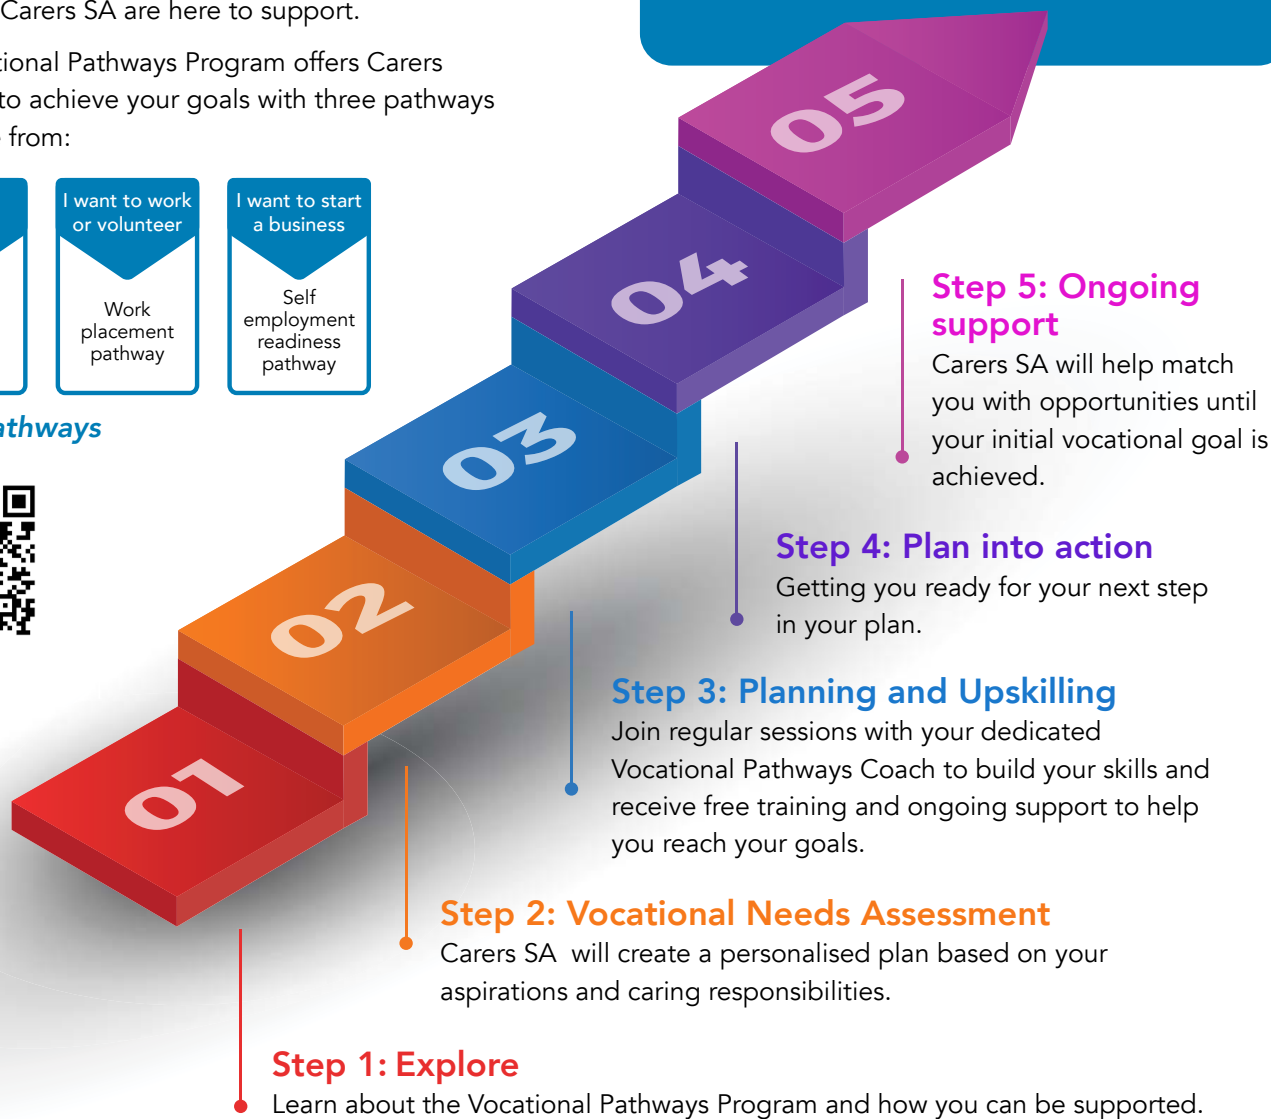 Carers SA are here to support.
tional Pathways Program offers Carers
to achieve your goals with three pathways
from:
I want to work
or volunteer
Work
placement
pathway
I want to start
a business
Self
employment
readiness
pathway
athways
05
04
03
02
01
Step 5: Ongoing
support
Carers SA will help match
you with opportunities until
your initial vocational goal is
achieved.
Step 4: Plan into action
Getting you ready for your next step
in your plan.
Step 3: Planning and Upskilling
Join regular sessions with your dedicated
Vocational Pathways Coach to build your skills and
receive free training and ongoing support to help
you reach your goals.
Step 2: Vocational Needs Assessment
Carers SA  will create a personalised plan based on your
aspirations and caring responsibilities.
Step 1: Explore
Learn about the Vocational Pathways Program and how you can be supported.